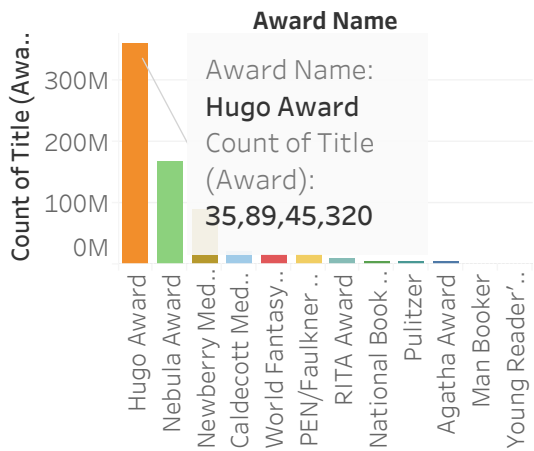 Award Name
Count of Title (Awa..
300M
200M
100M
0M
Award Name:
Hugo Award
Count of Title
(Award):
35,89,45,320
Hugo Award
Nebula Award
Newberry Med..
Caldecott Med..
World Fantasy..
PEN/Faulkner ..
RITA Award
National Book ..
Pulitzer
Agatha Award
Man Booker
Young Reader’..